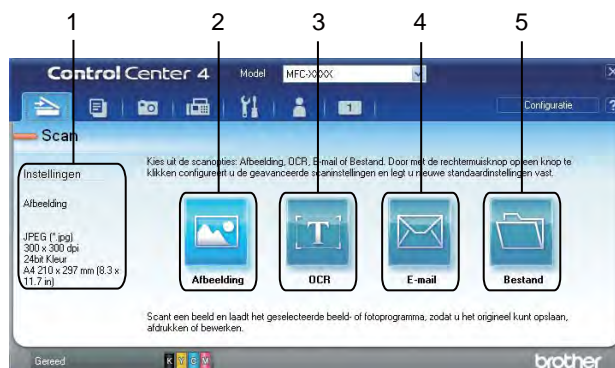 1 2 3 4 5
Control Center 4 Model MFC-XXXX
1 Configuratie ?
Scan
Kies uit de scanopties: Afbeelding, OCR, E-mail of Bestand. Door met de rechtermuisknop op een knop te
klikken configureert u de geavanceerde scaninstellingen en legt u nieuwe standaardinstellingen vast.
Instellingen
Afbeelding
JPEG (*.jpg)
300 x 300 dpi
24bit Kleur
A4 210 x 297 mm (8.3 x
11.7 in)
T
Afbeelding OCR E-mail Bestand
Scant een beeld en laadt het geselecteerde beeld- of fotoprogramma, zodat u het origineel kunt opslaan,
afdrukken of bewerken.
Gereed K Y C M brother